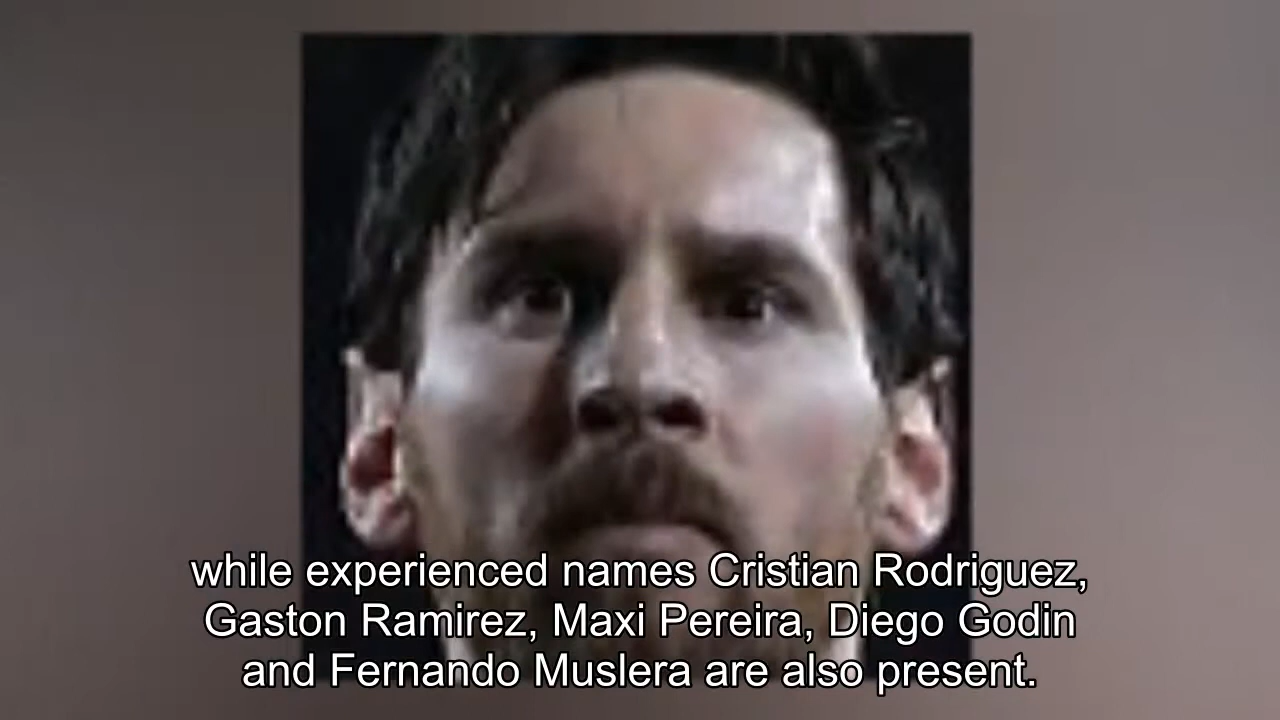 while experienced names Cristian Rodriguez,
Gaston Ramirez, Maxi Pereira, Diego Godin
and Fernando Muslera are also present.